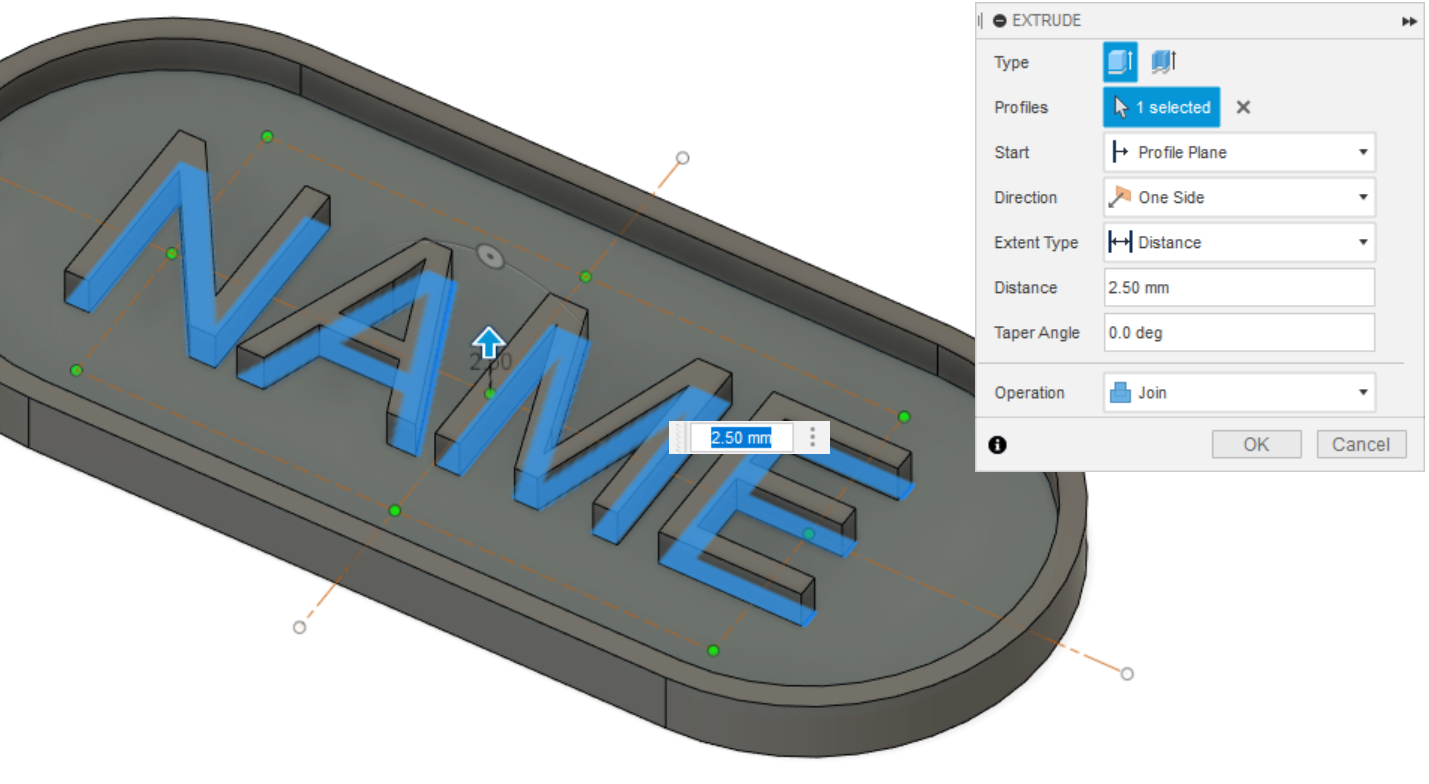 EXTRUDE
Type
Profiles 1 selected
Start Profile Plane
Direction One Side
Extent Type Distance
Distance 2.50 mm
Taper Angle 0.0 deg
Operation Join
OK Cancel
NAME
2.50
2.50 mm